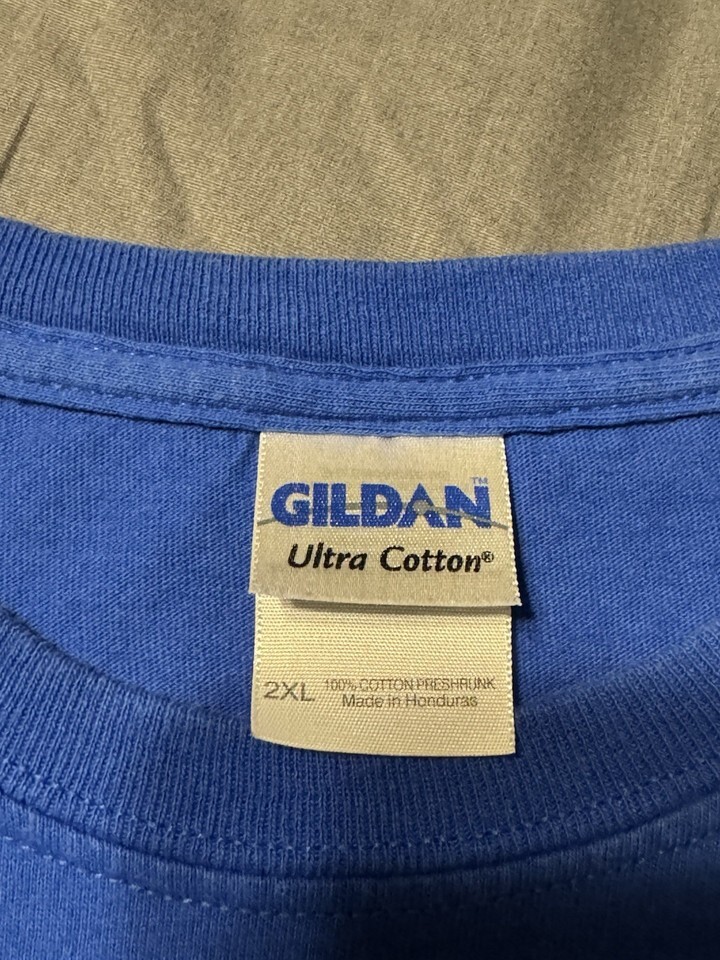 GILDAN™
Ultra Cotton®
2XL 100% COTTON PRESHRUNK
Made in Honduras